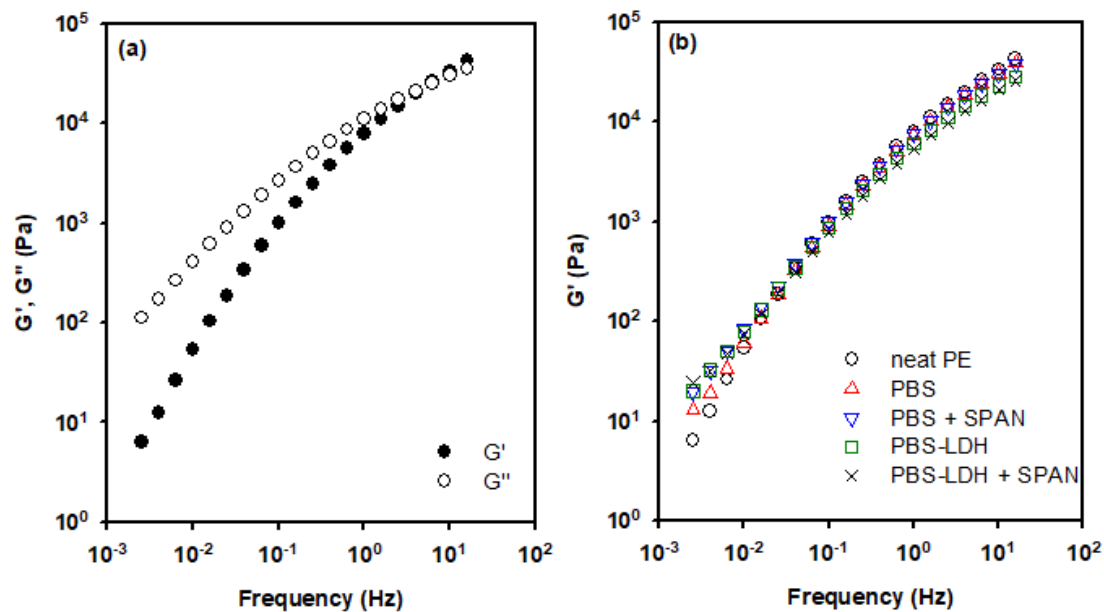 (a)
G', G" (Pa)
10⁵
10⁴
10³
10²
10¹
10⁰
G'
G"
10⁻³ 10⁻² 10⁻¹ 10⁰ 10¹ 10²
Frequency (Hz)
(b)
G' (Pa)
10⁵
10⁴
10³
10²
10¹
10⁰
neat PE
PBS
PBS + SPAN
PBS-LDH
PBS-LDH + SPAN
10⁻³ 10⁻² 10⁻¹ 10⁰ 10¹ 10²
Frequency (Hz)